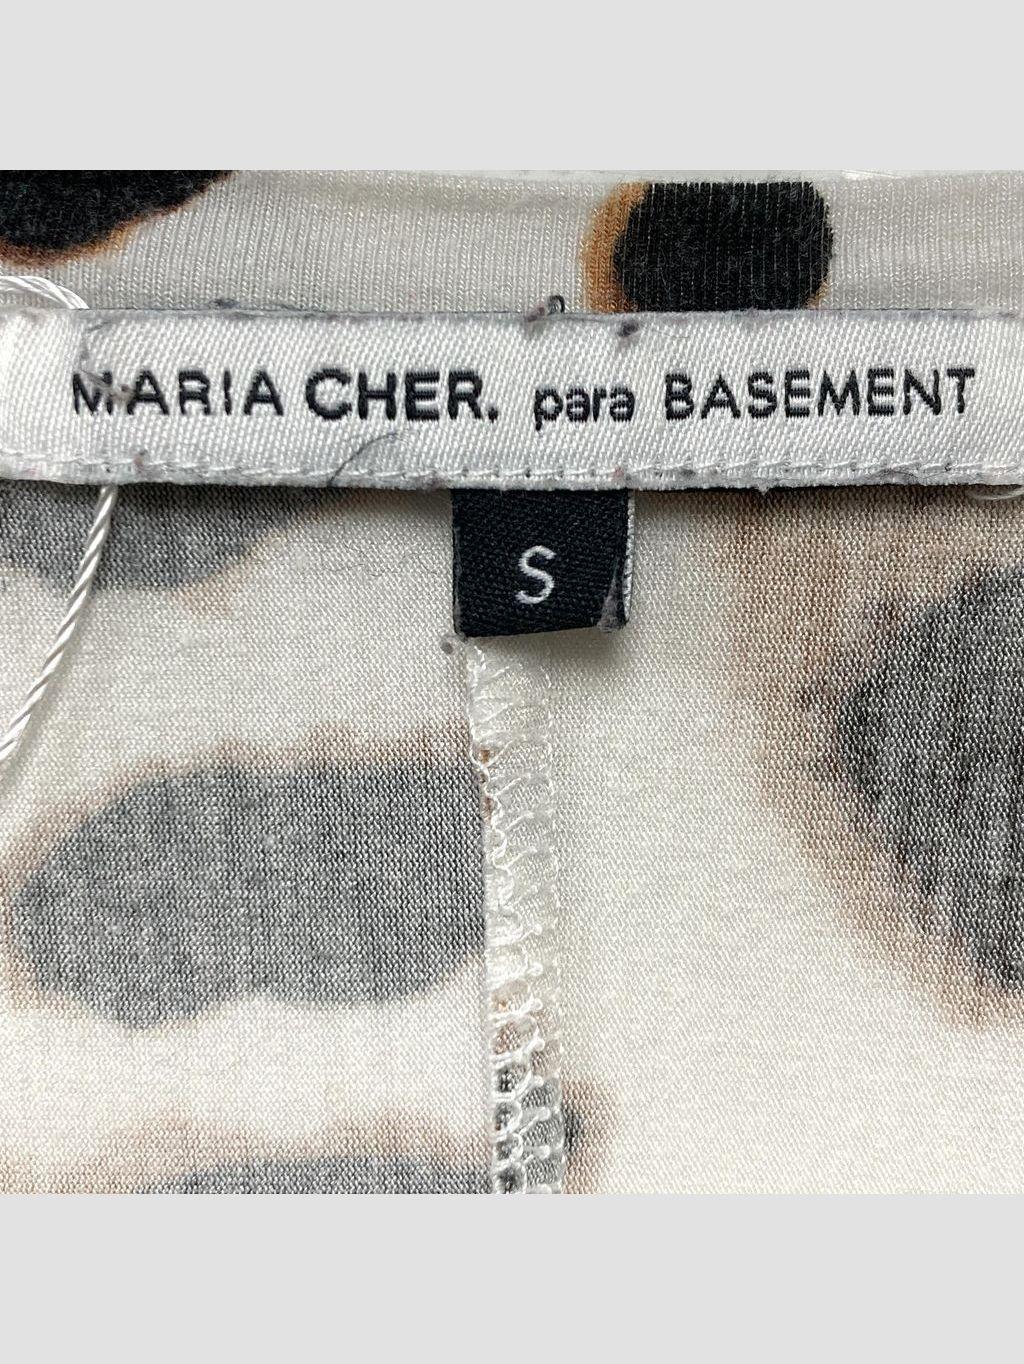 MARIA CHER. para BASEMENT
S